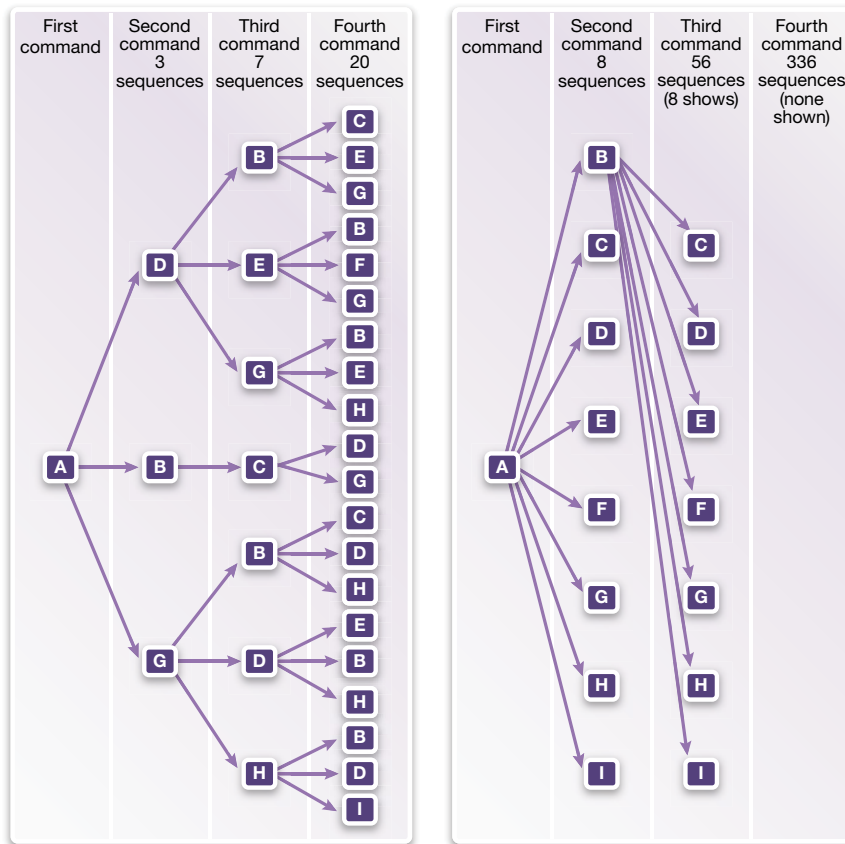 First
command
Second
command
3
sequences
Third
command
7
sequences
Fourth
command
20
sequences
C
B
E
G
B
D
E
F
G
B
G
E
H
D
A
B
C
G
C
B
D
H
E
G
D
B
H
B
H
D
I
First
command
Second
command
8
sequences
Third
command
56
sequences
(8 shows)
Fourth
command
336
sequences
(none
shown)
B
C
C
D
D
E
E
A
F
F
G
G
H
H
I
I